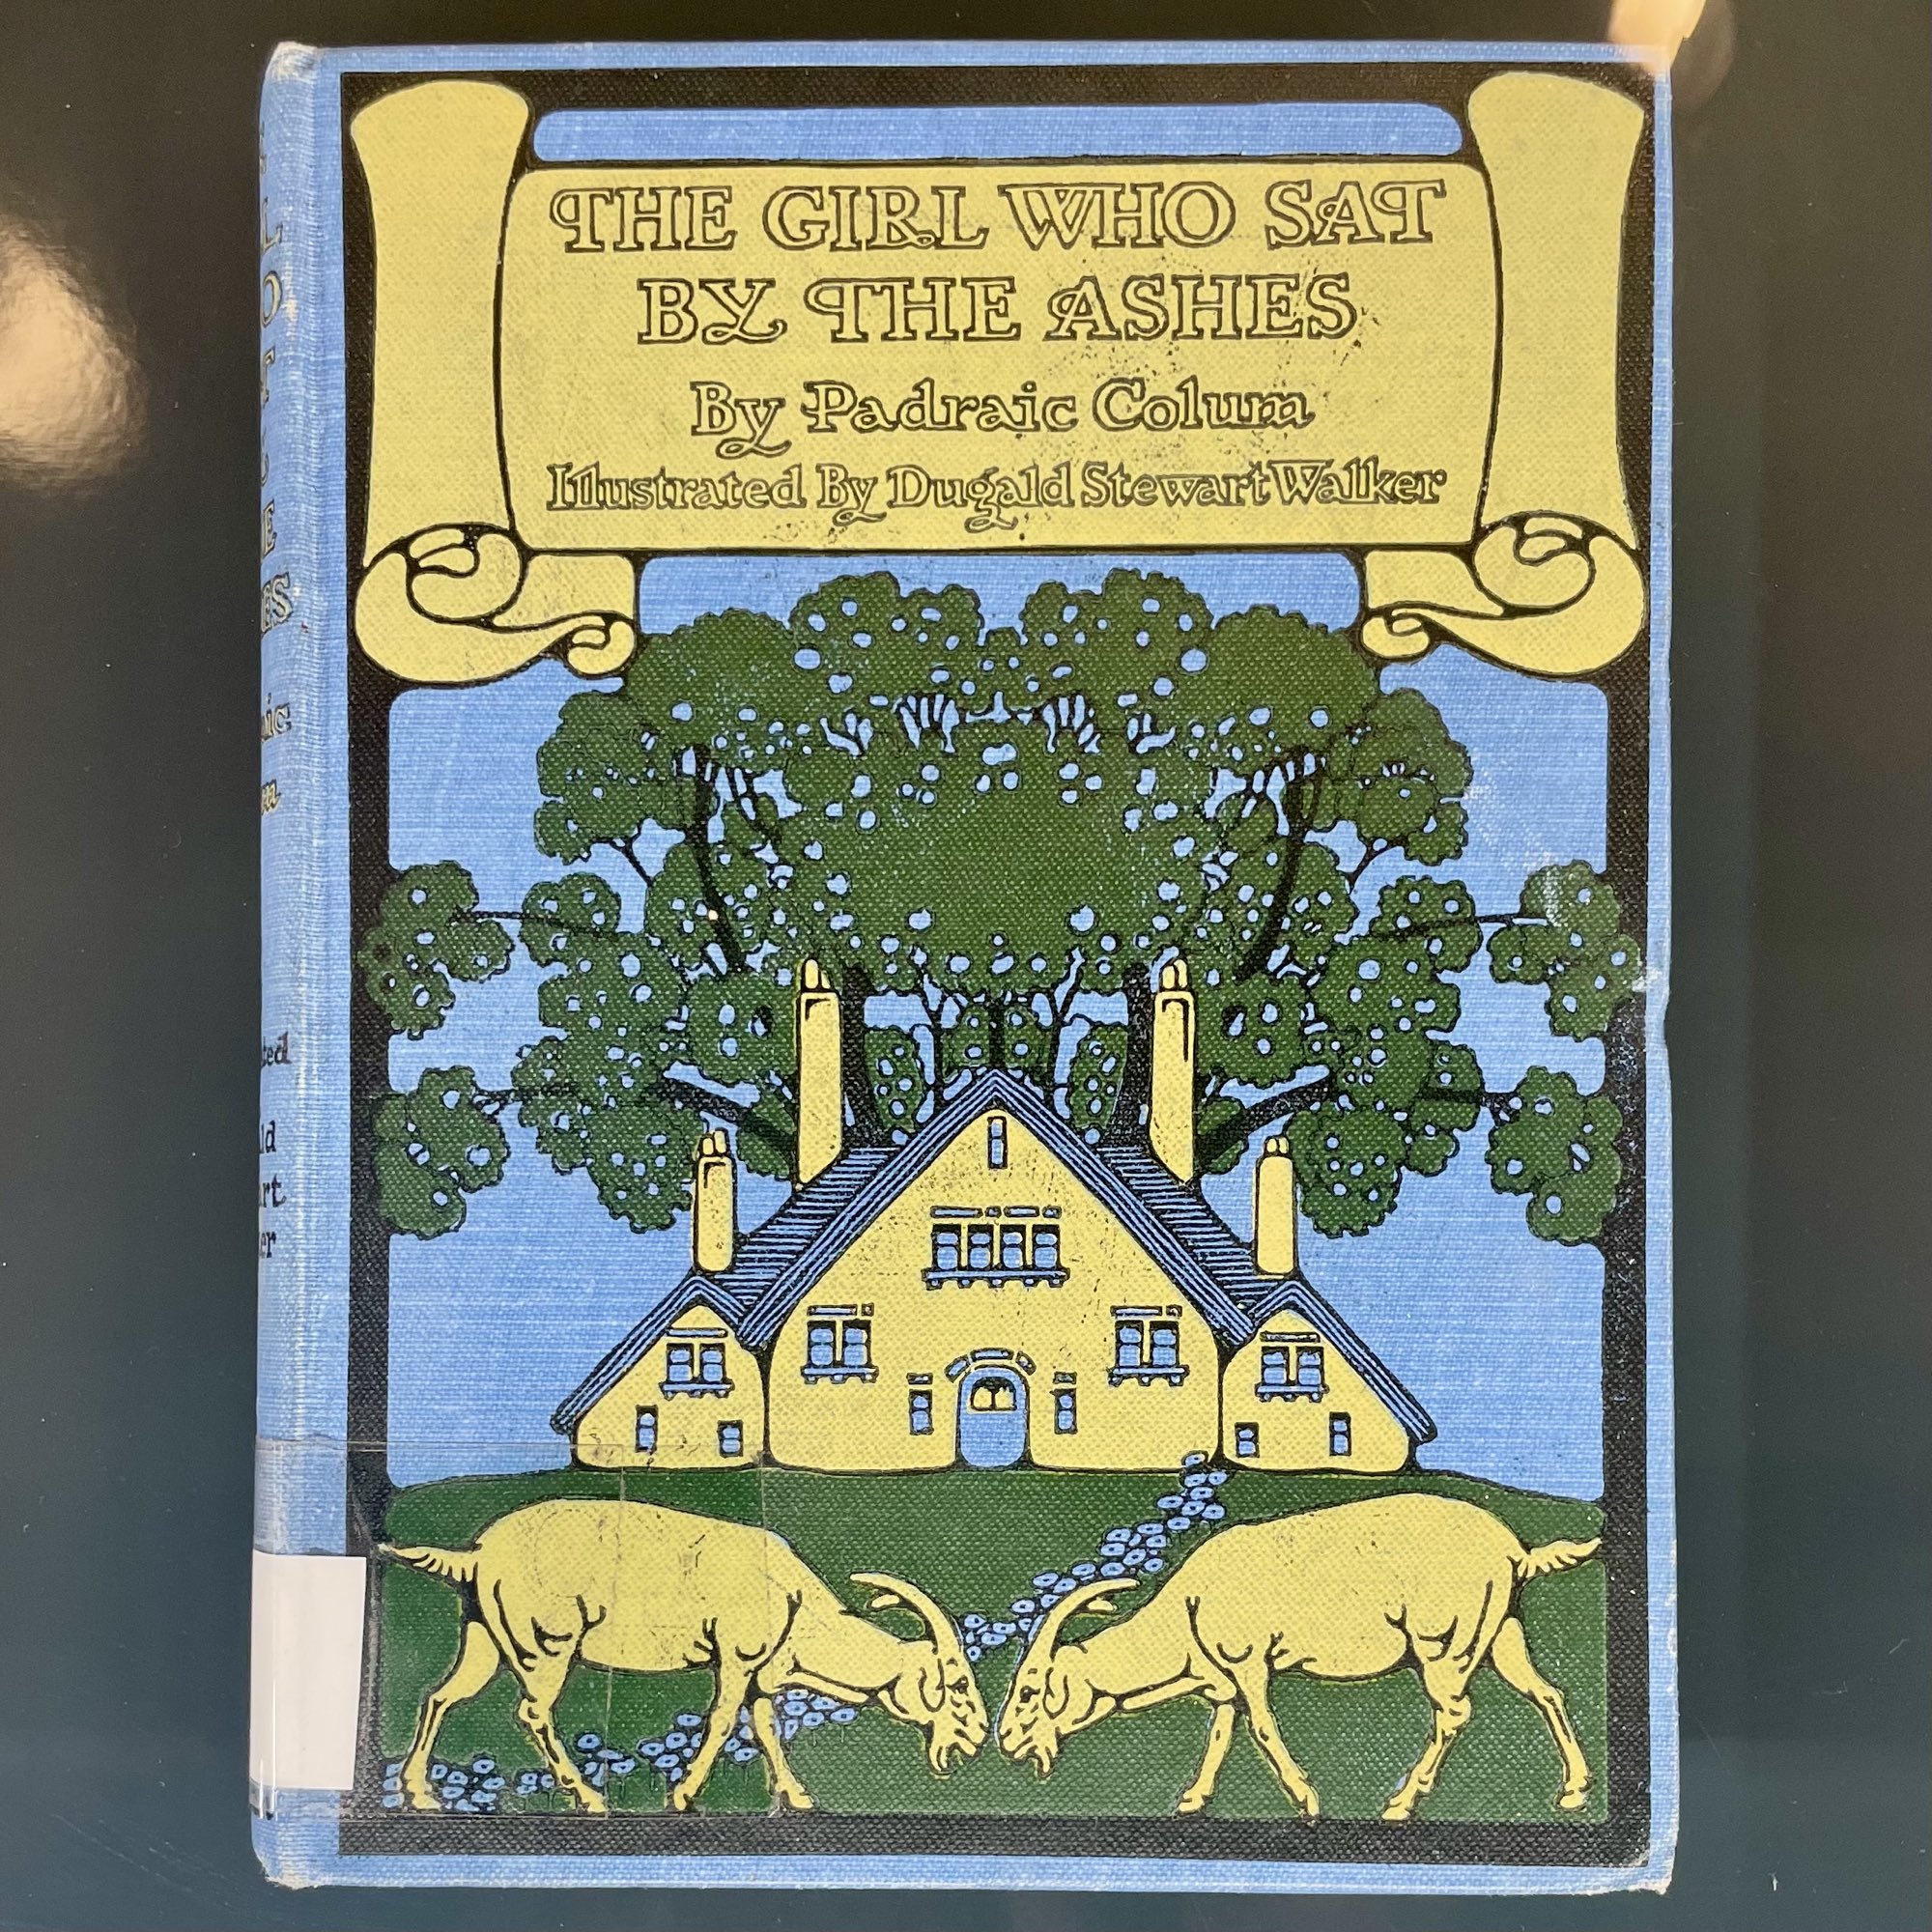 THE GIRL WHO SAT
BY THE ASHES
By Padraic Colum
Illustrated By Dugald Stewart Walker